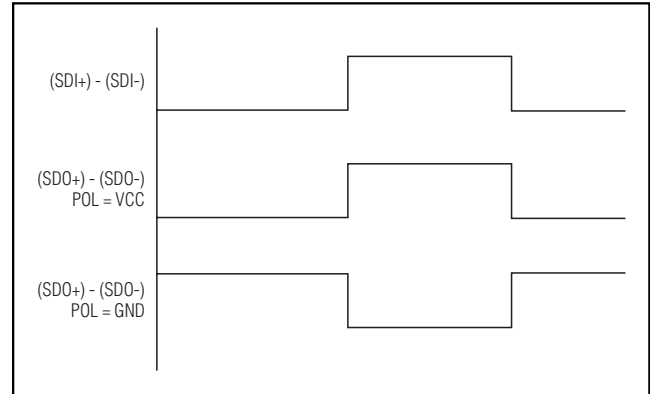 (SDI+) - (SDI-)
(SDO+) - (SDO-)
POL = VCC
(SDO+) - (SDO-)
POL = GND